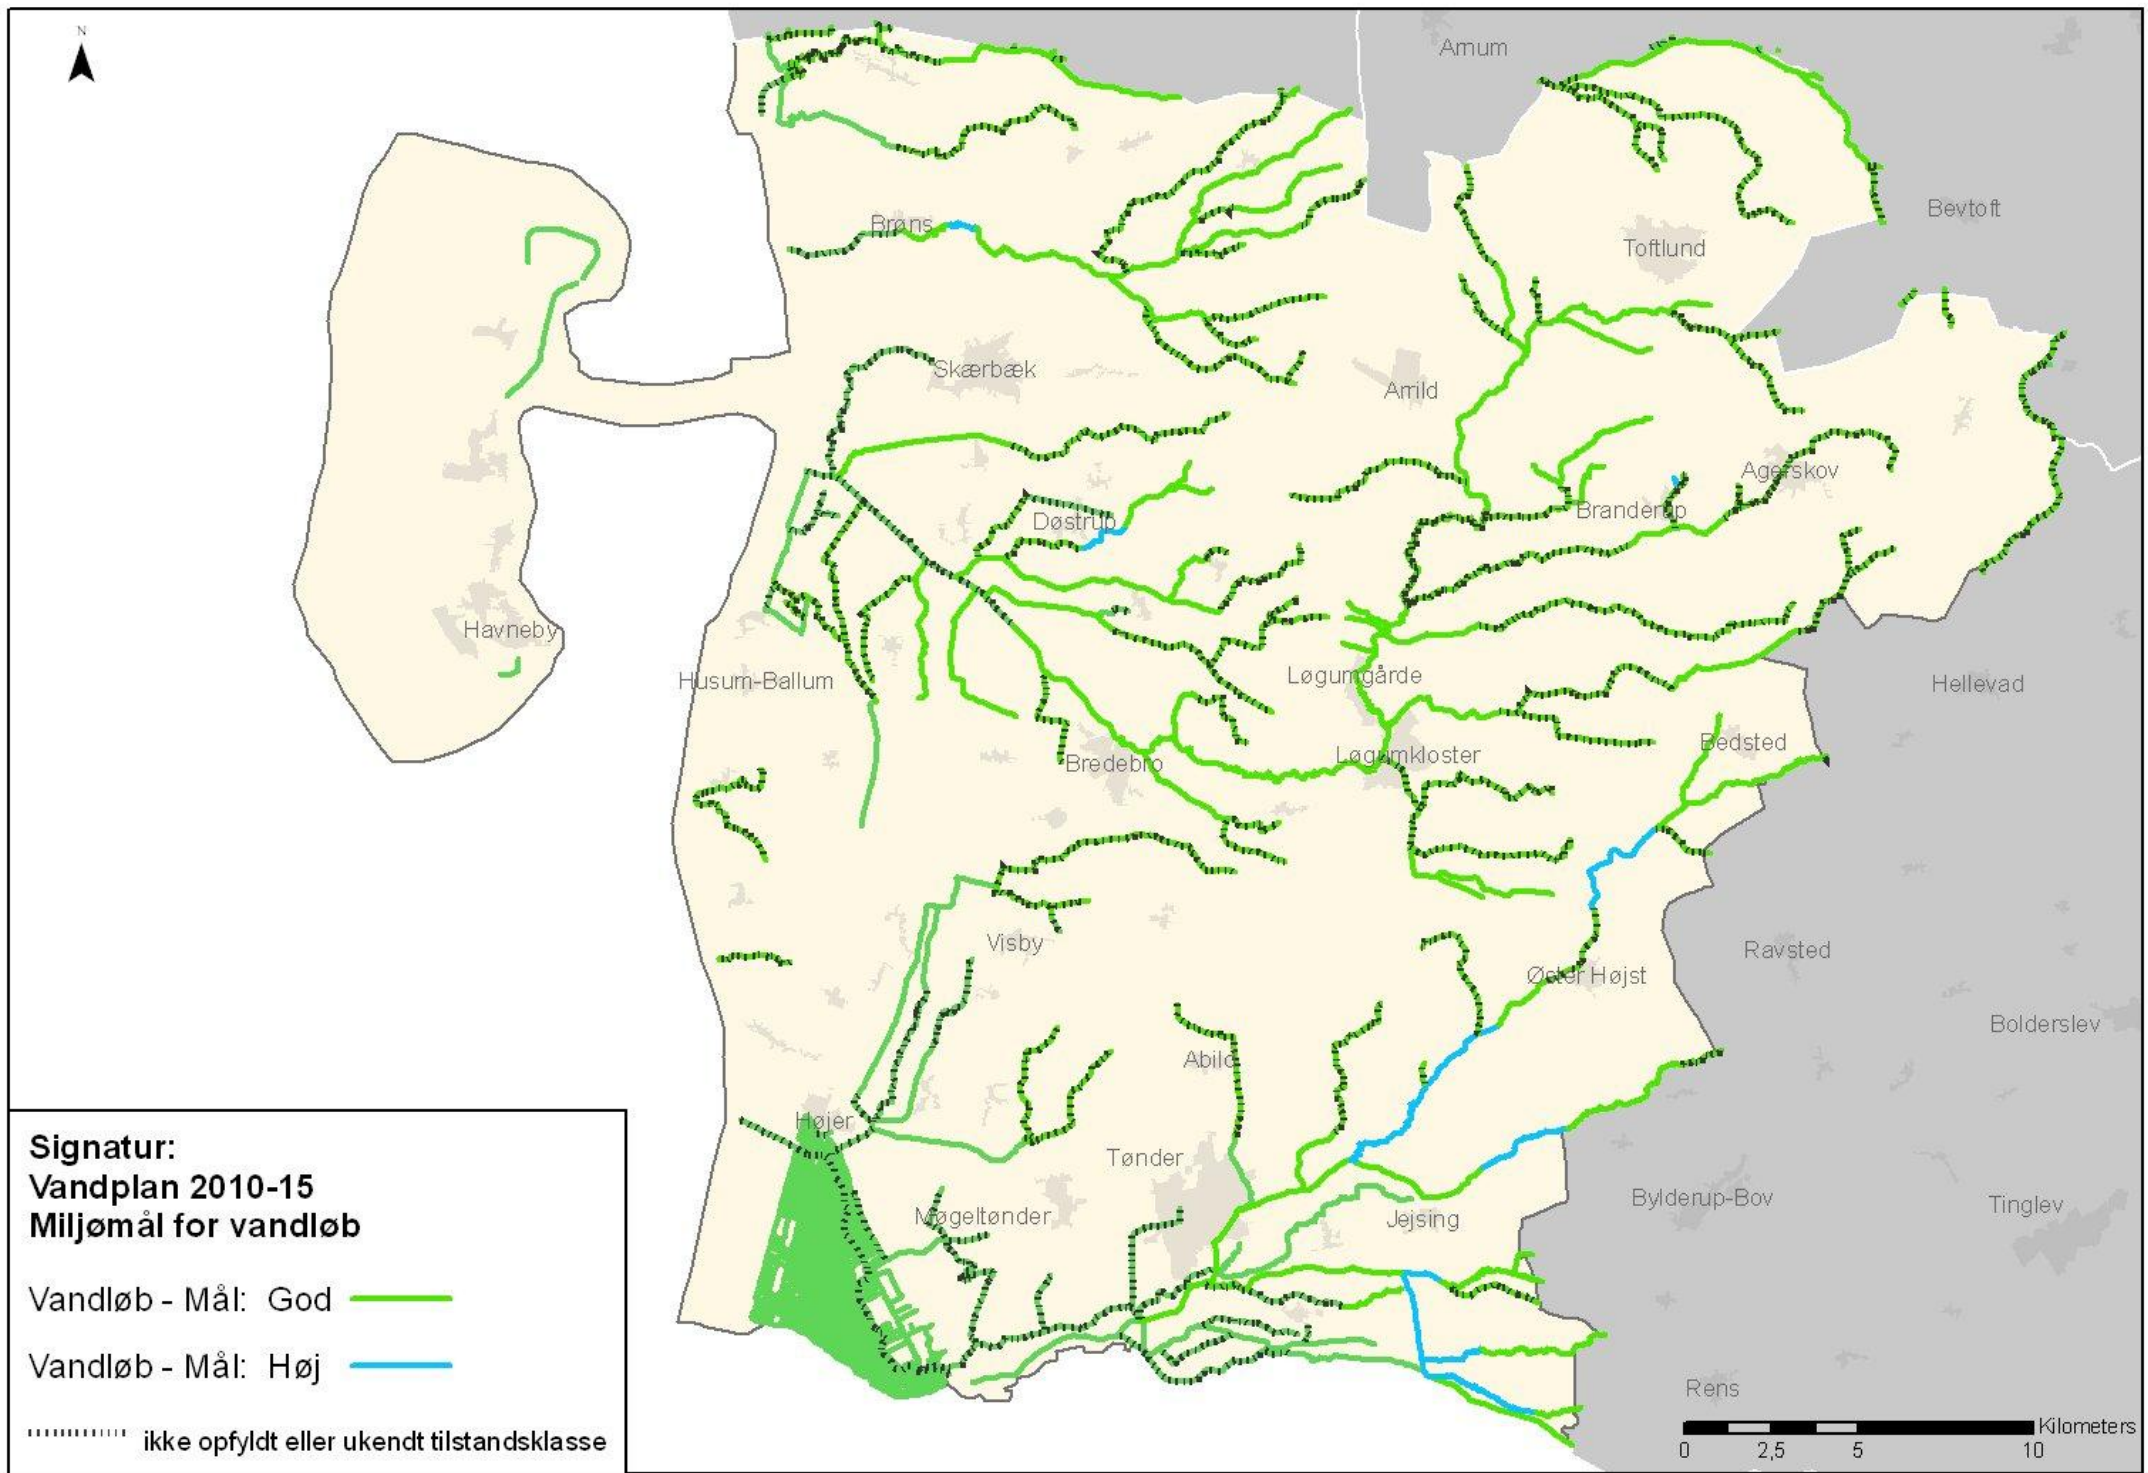 N
Arnum
Bevtoft
Toftlund
Brøns
Skærbæk
Arrild
Agerskov
Branderup
Døstrup
Havneby
Husum-Ballum
Løgumgårde
Hellevad
Bedsted
Løgumkloster
Bredebro
Visby
Ravsted
Øster Højst
Bolderslev
Abild
Højer
Tønder
Møgeltønder
Jejsing
Bylderup-Bov
Tinglev
Rens
Signatur:
Vandplan 2010-15
Miljømål for vandløb
Vandløb - Mål: God
Vandløb - Mål: Høj
ikke opfyldt eller ukendt tilstandsklasse
Kilometers
0 2,5 5 10